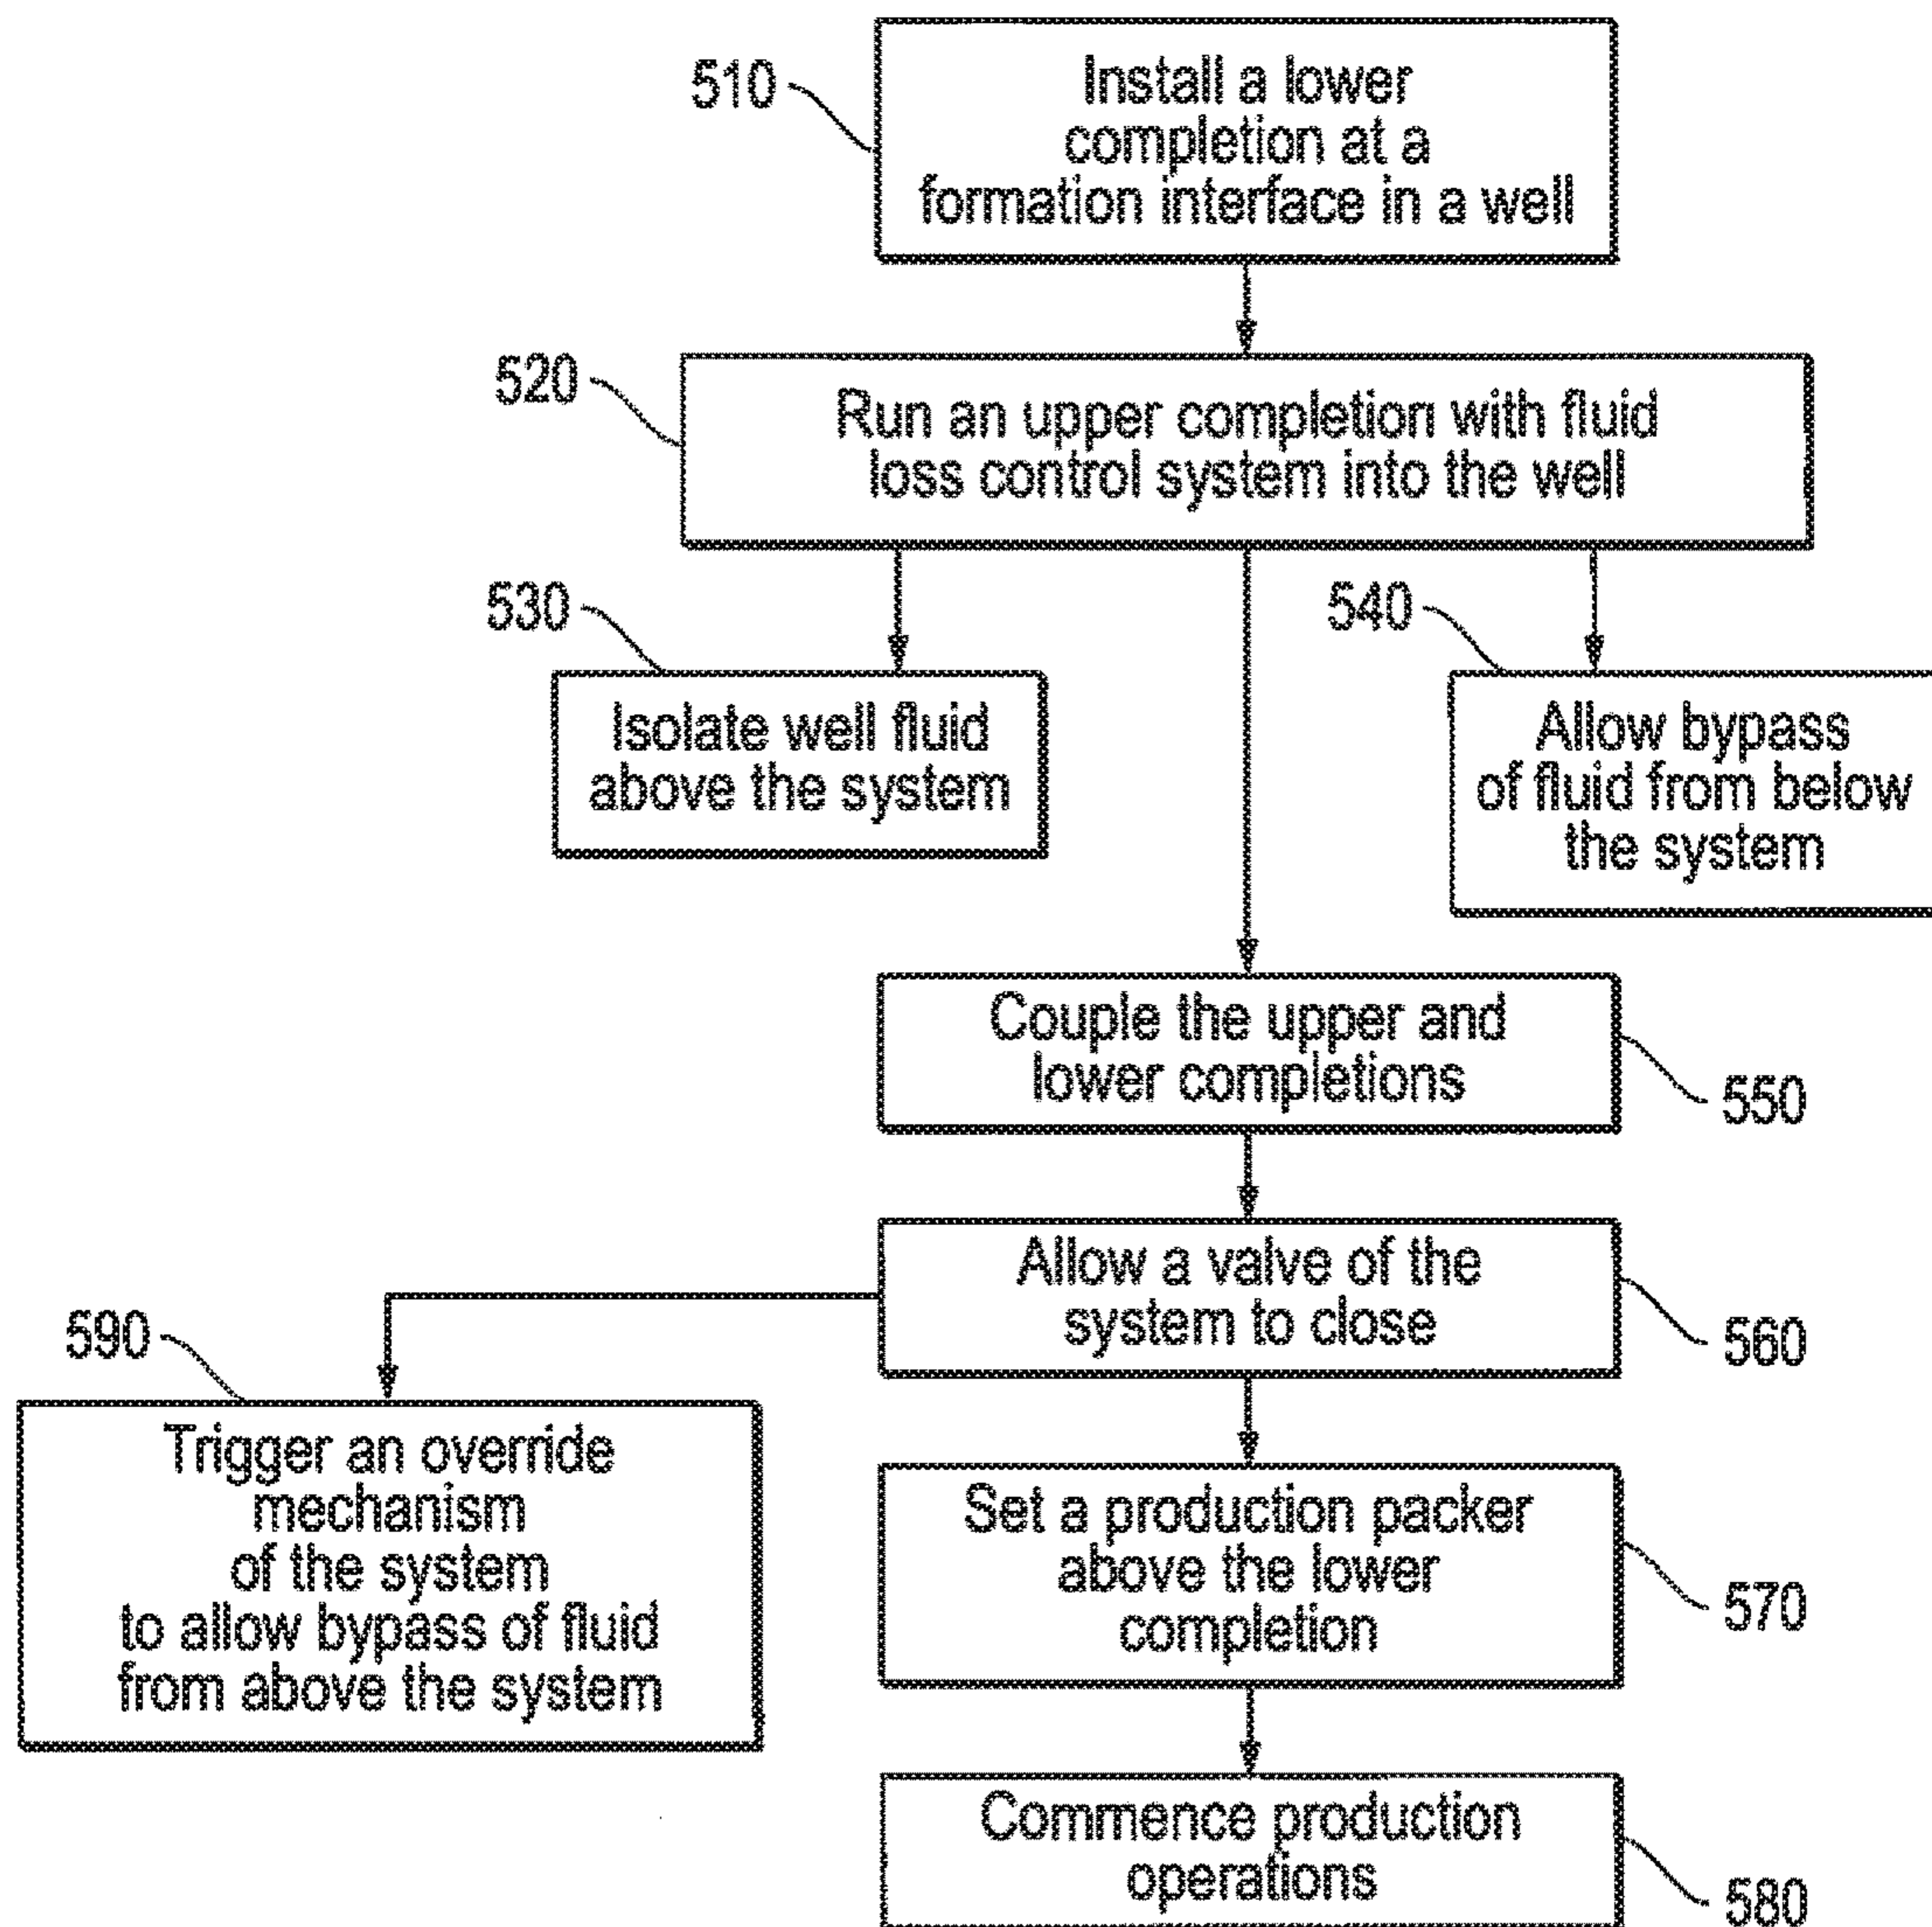 510
Install a lower
completion at a
formation interface in a well
520
Run an upper completion with fluid
loss control system into the well
530
Isolate well fluid
above the system
540
Allow bypass
of fluid from below
the system
Couple the upper and
lower completions
550
Allow a valve of the
system to close
560
590
Trigger an override
mechanism
of the system
to allow bypass of fluid
from above the system
Set a production packer
above the lower
completion
570
Commence production
operations
580